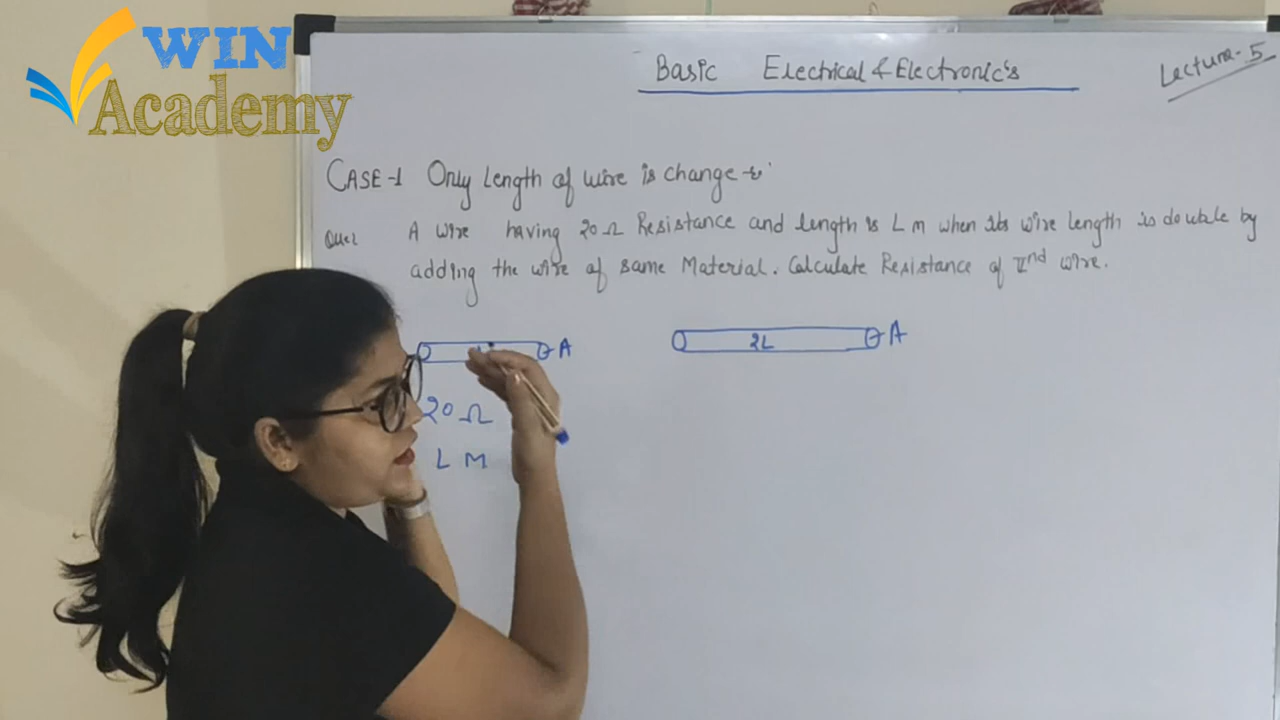 WIN
Academy
Basic Electrical & Electronic's
Lecture-5
CASE-1 Only Length of wire is change
A wire having 20Ω Resistance and length is L m when its wire length is double by
adding the wire of same Material. Calculate Resistance of IInd wire.
A
2L A
20 Ω
L M